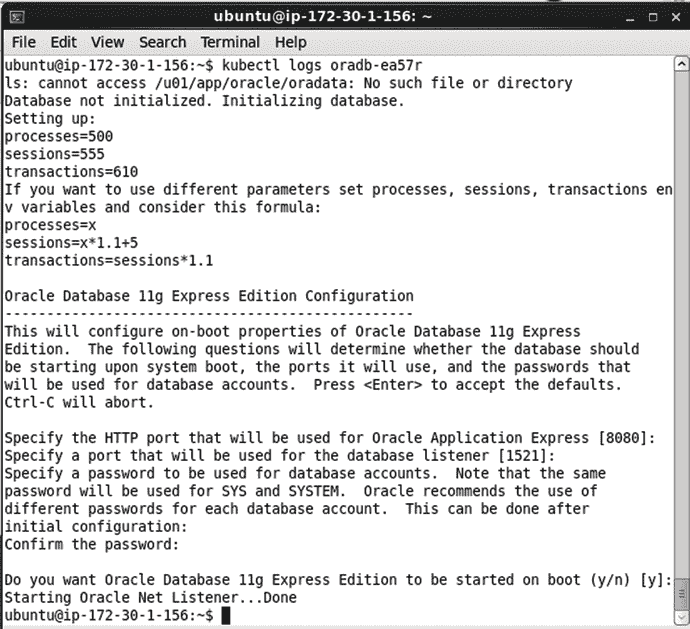 ubuntu@ip-172-30-1-156: ~
File Edit View Search Terminal Help
ubuntu@ip-172-30-1-156:~$ kubectl logs oradb-ea57r
ls: cannot access /u01/app/oracle/oradata: No such file or directory
Database not initialized. Initializing database.
Setting up:
processes=500
sessions=555
transactions=610
If you want to use different parameters set processes, sessions, transactions en
v variables and consider this formula:
processes=x
sessions=x*1.1+5
transactions=sessions*1.1
Oracle Database 11g Express Edition Configuration
-------------------------------------------------
This will configure on-boot properties of Oracle Database 11g Express
Edition.  The following questions will determine whether the database should
be starting upon system boot, the ports it will use, and the passwords that
will be used for database accounts.  Press <Enter> to accept the defaults.
Ctrl-C will abort.
Specify the HTTP port that will be used for Oracle Application Express [8080]:
Specify a port that will be used for the database listener [1521]:
Specify a password to be used for database accounts.  Note that the same
password will be used for SYS and SYSTEM.  Oracle recommends the use of
different passwords for each database account.  This can be done after
initial configuration:
Confirm the password:
Do you want Oracle Database 11g Express Edition to be started on boot (y/n) [y]:
Starting Oracle Net Listener...Done
ubuntu@ip-172-30-1-156:~$